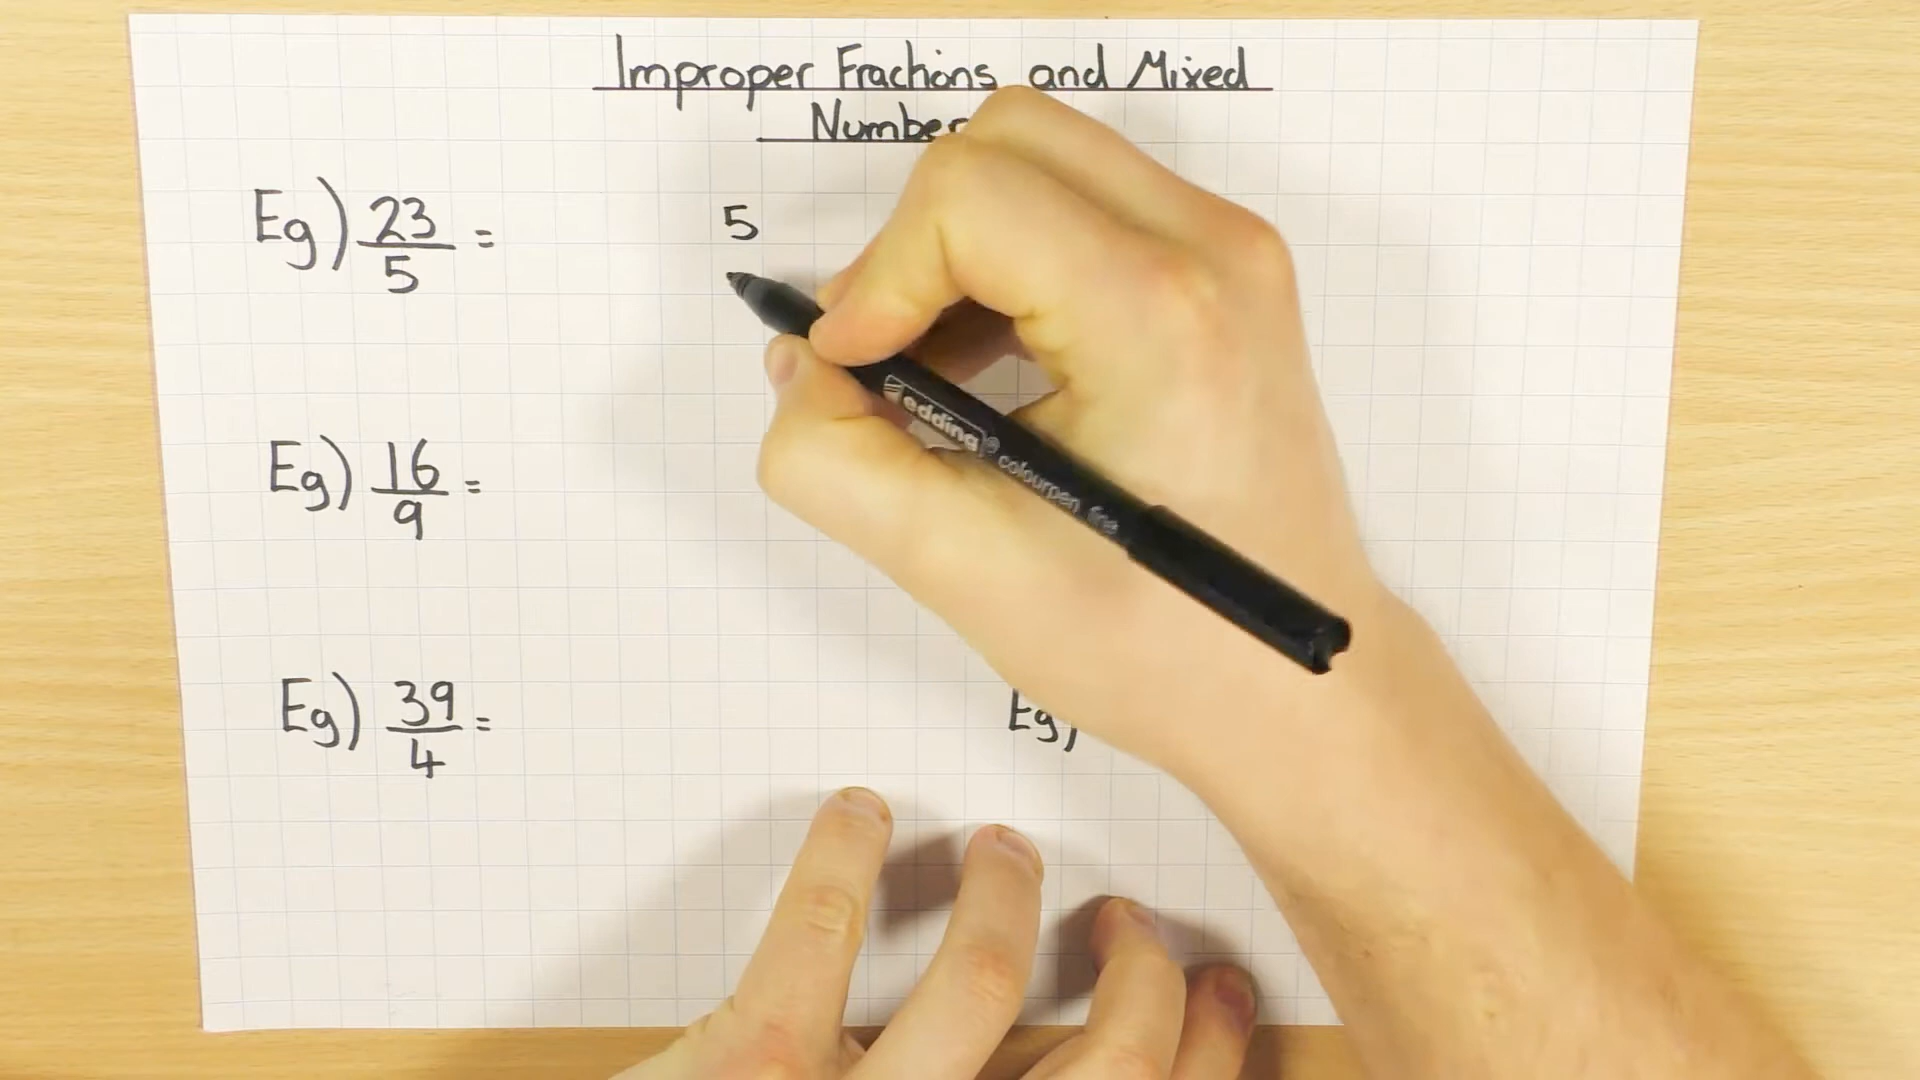 Improper Fractions and Mixed
Number
Eg) 23/5 =
5
edding® colourpen fine
Eg) 16/9 =
Eg) 39/4 =
Eg)